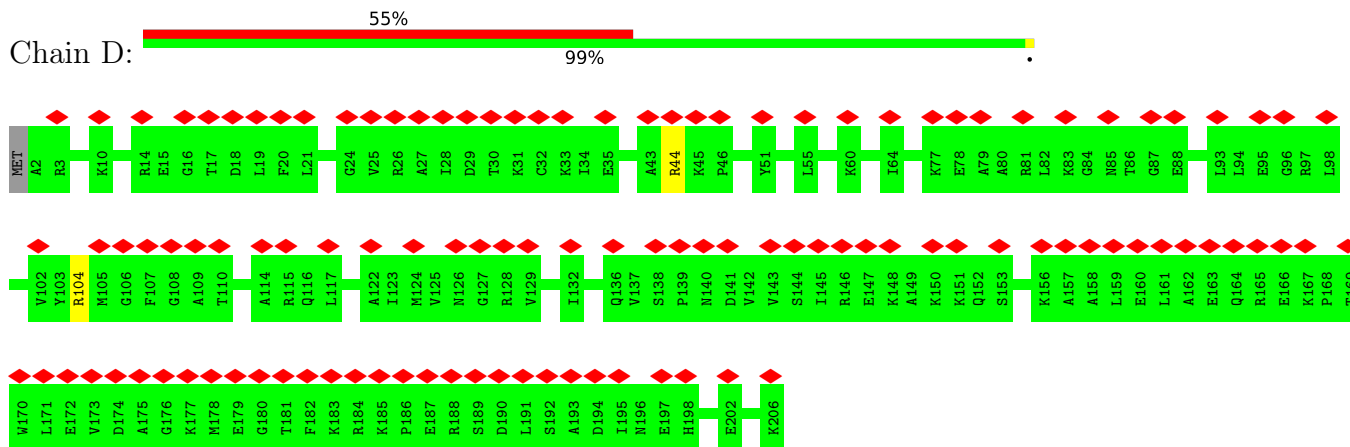 55%
Chain D:
99% .
MET A2 R3 K10 R14 E15 G16 T17 D18 L19 F20 L21 G24 V25 R26 A27 I28 D29 T30 K31 C32 K33 I34 E35 A43 R44 K45 P46 Y51 L55 K60 I64 K77 E78 A79 A80 R81 L82 K83 G84 N85 T86 G87 E88 L93 L94 E95 G96 R97 L98
V102 Y103 R104 M105 G106 F107 G108 A109 T110 A114 R115 Q116 L117 A122 I123 M124 V125 N126 G127 R128 V129 I132 Q136 V137 S138 P139 N140 D141 V142 V143 S144 I145 R146 E147 K148 A149 K150 K151 Q152 S153 K156 A157 A158 L159 E160 L161 A162 E163 Q164 R165 E166 K167 P168 T169
W170 L171 E172 V173 D174 A175 G176 K177 M178 E179 G180 T181 F182 K183 R184 K185 P186 E187 R188 S189 D190 L191 S192 A193 D194 I195 N196 E197 H198 E202 K206